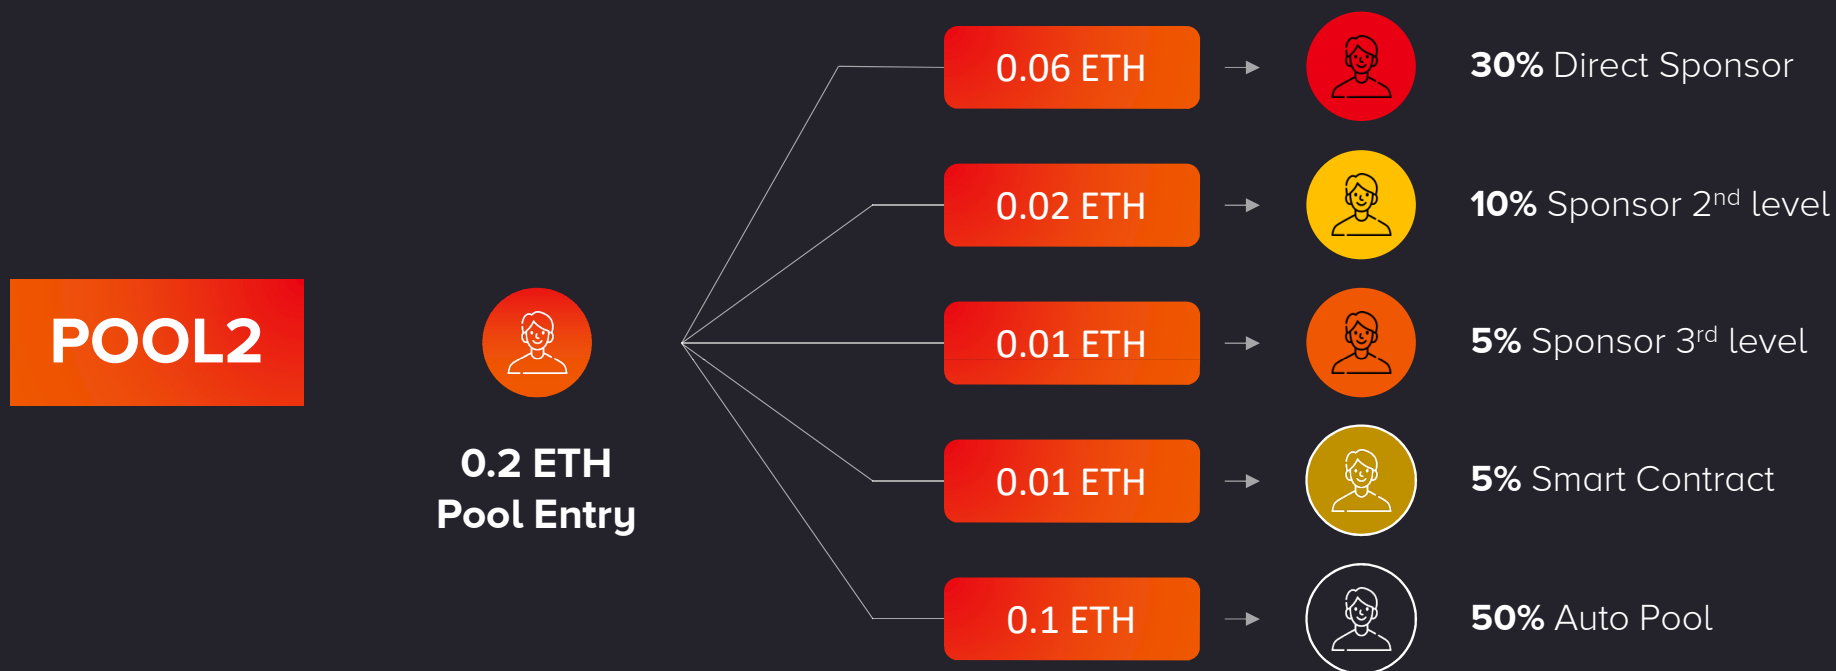 POOL2
0.2 ETH
Pool Entry
0.06 ETH
30% Direct Sponsor
0.02 ETH
10% Sponsor 2nd level
0.01 ETH
5% Sponsor 3rd level
0.01 ETH
5% Smart Contract
0.1 ETH
50% Auto Pool